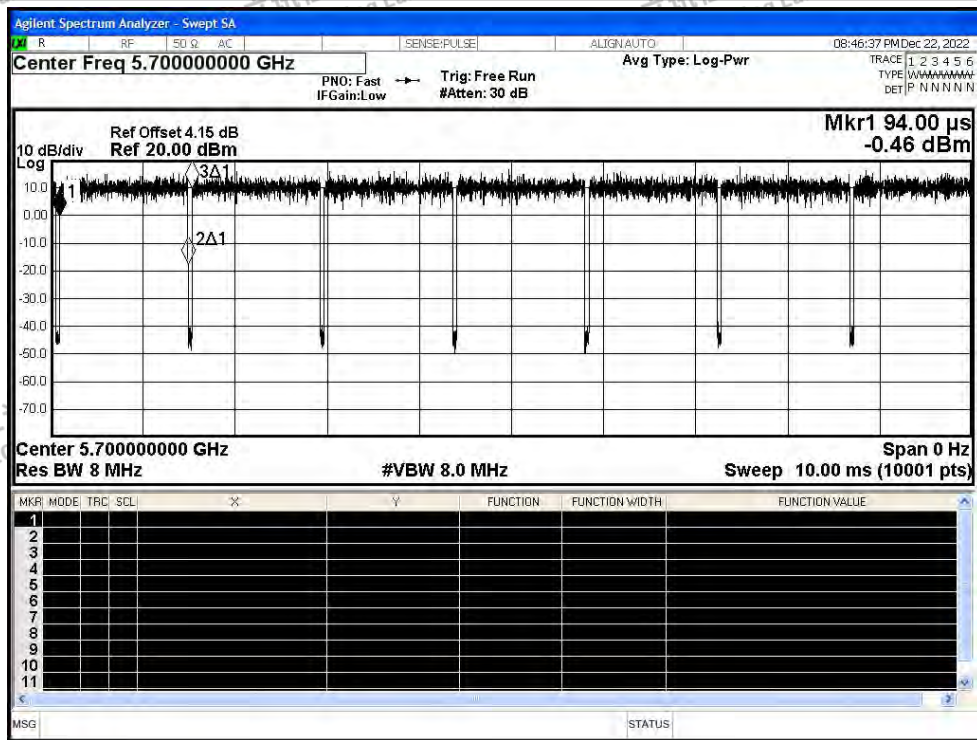 Agilent Spectrum Analyzer - Swept SA
LXI R RF 50 Ω AC SENSE:PULSE ALIGN AUTO 08:46:37 PM Dec 22, 2022
Center Freq 5.700000000 GHz Avg Type: Log-Pwr TRACE 1 2 3 4 5 6
PNO: Fast Trig: Free Run TYPE WWWWWW
IFGain:Low #Atten: 30 dB DET P N N N N N
Mkr1 94.00 µs
Ref Offset 4.15 dB
10 dB/div Ref 20.00 dBm -0.46 dBm
Log
3Δ1
10.0
1
0.00
2Δ1
-10.0
-20.0
-30.0
-40.0
-50.0
-60.0
-70.0
Center 5.700000000 GHz Span 0 Hz
Res BW 8 MHz #VBW 8.0 MHz Sweep 10.00 ms (10001 pts)
MKR MODE TRC SCL X Y FUNCTION FUNCTION WIDTH FUNCTION VALUE
1
2
3
4
5
6
7
8
9
10
11
MSG STATUS